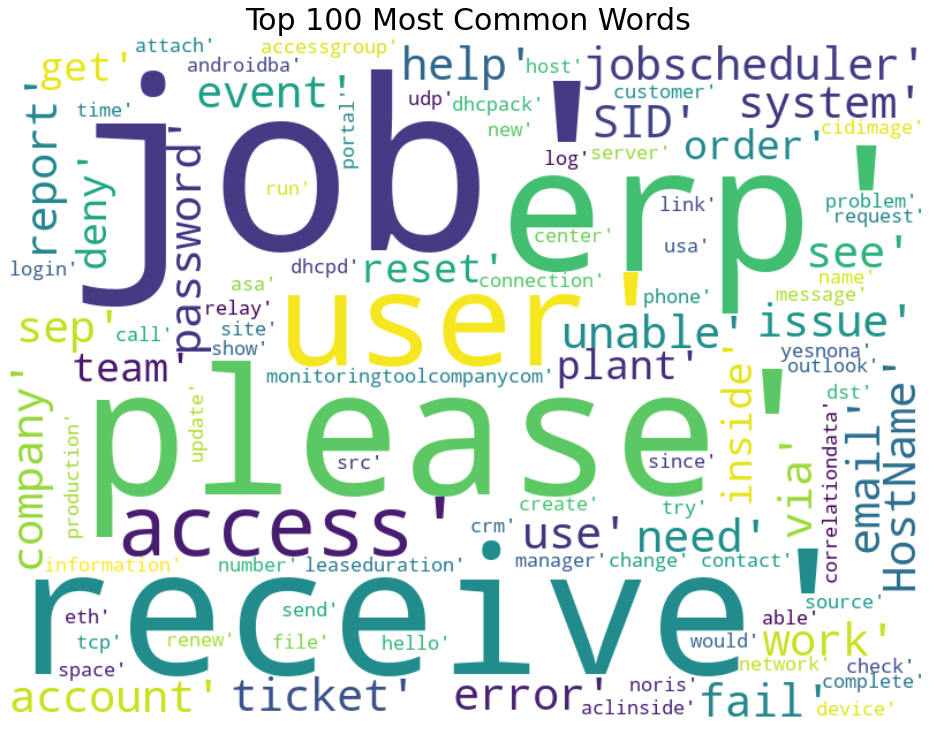 Top 100 Most Common Words
attach'
accessgroup'
get'
androidba'
help'
host'
jobscheduler'
report'
time'
event'
portal'
udp'
dhcpack'
new'
customer'
SID'
system'
cidimage'
job'
deny'
password'
run'
log'
server'
order'
erp'
link'
problem'
request'
center'
usa'
see'
login'
dhcpd'
reset'
connection'
name'
message'
asa'
relay'
site'
show'
user'
phone'
sep'
call'
unable'
issue'
team'
monitoringtoolcompanycom'
plant'
yesnona'
outlook'
company'
production'
update'
please'
src'
since'
inside'
via'
dst'
correlationdata'
email'
HostName'
access'
crm'
create'
use'
try'
need'
information'
number'
leaseduration'
manager'
change'
contact'
receive'
eth'
tcp'
space'
renew'
send'
file'
hello'
source'
able'
would'
work'
network'
check'
complete'
account'
ticket'
error'
noris'
aclinside'
fail'
device'